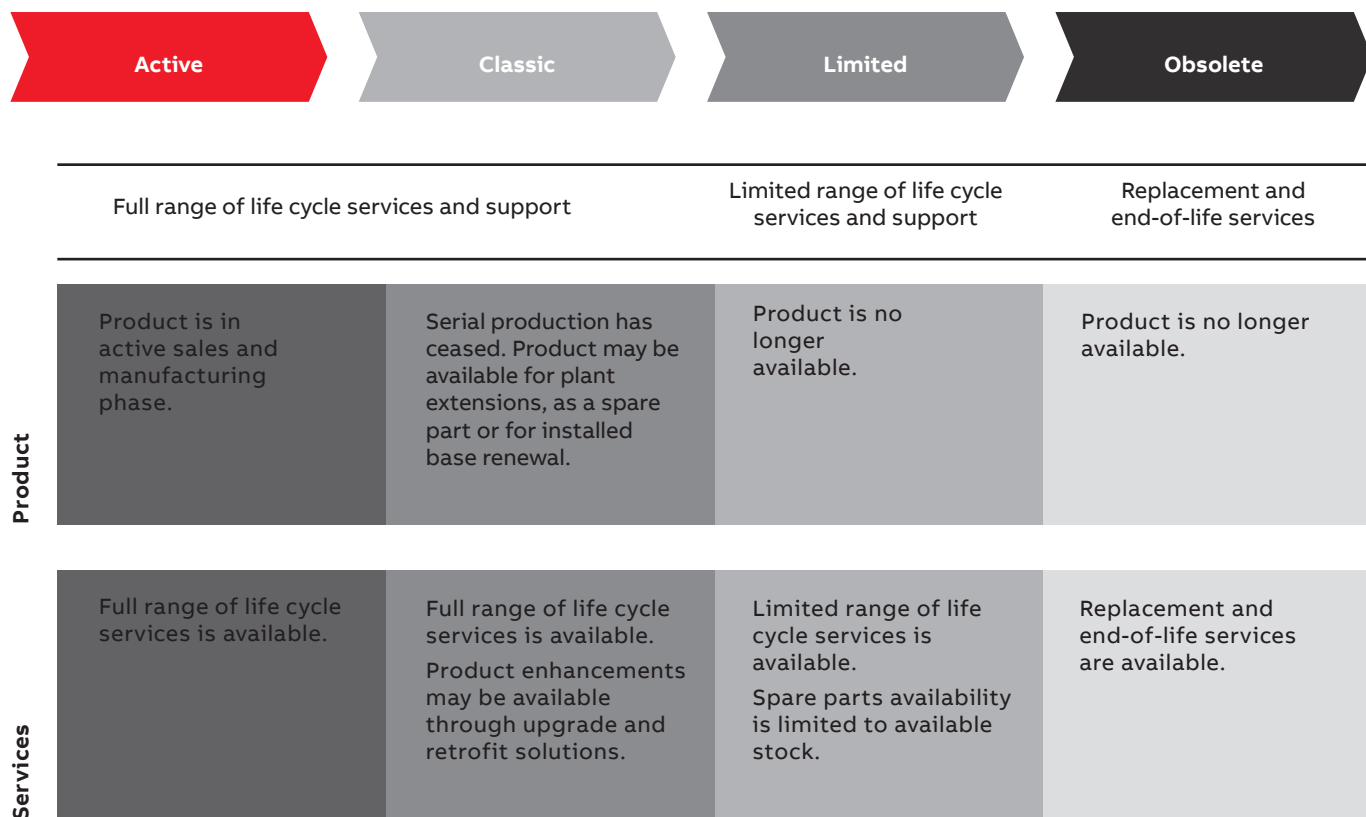 Active
Classic
Limited
Obsolete
Full range of life cycle services and support
Limited range of life cycle
services and support
Replacement and
end-of-life services
Product
Product is in
active sales and
manufacturing
phase.
Serial production has
ceased. Product may be
available for plant
extensions, as a spare
part or for installed
base renewal.
Product is no
longer
available.
Product is no longer
available.
Services
Full range of life cycle
services is available.
Full range of life cycle
services is available.
Product enhancements
may be available
through upgrade and
retrofit solutions.
Limited range of life
cycle services is
available.
Spare parts availability
is limited to available
stock.
Replacement and
end-of-life services
are available.